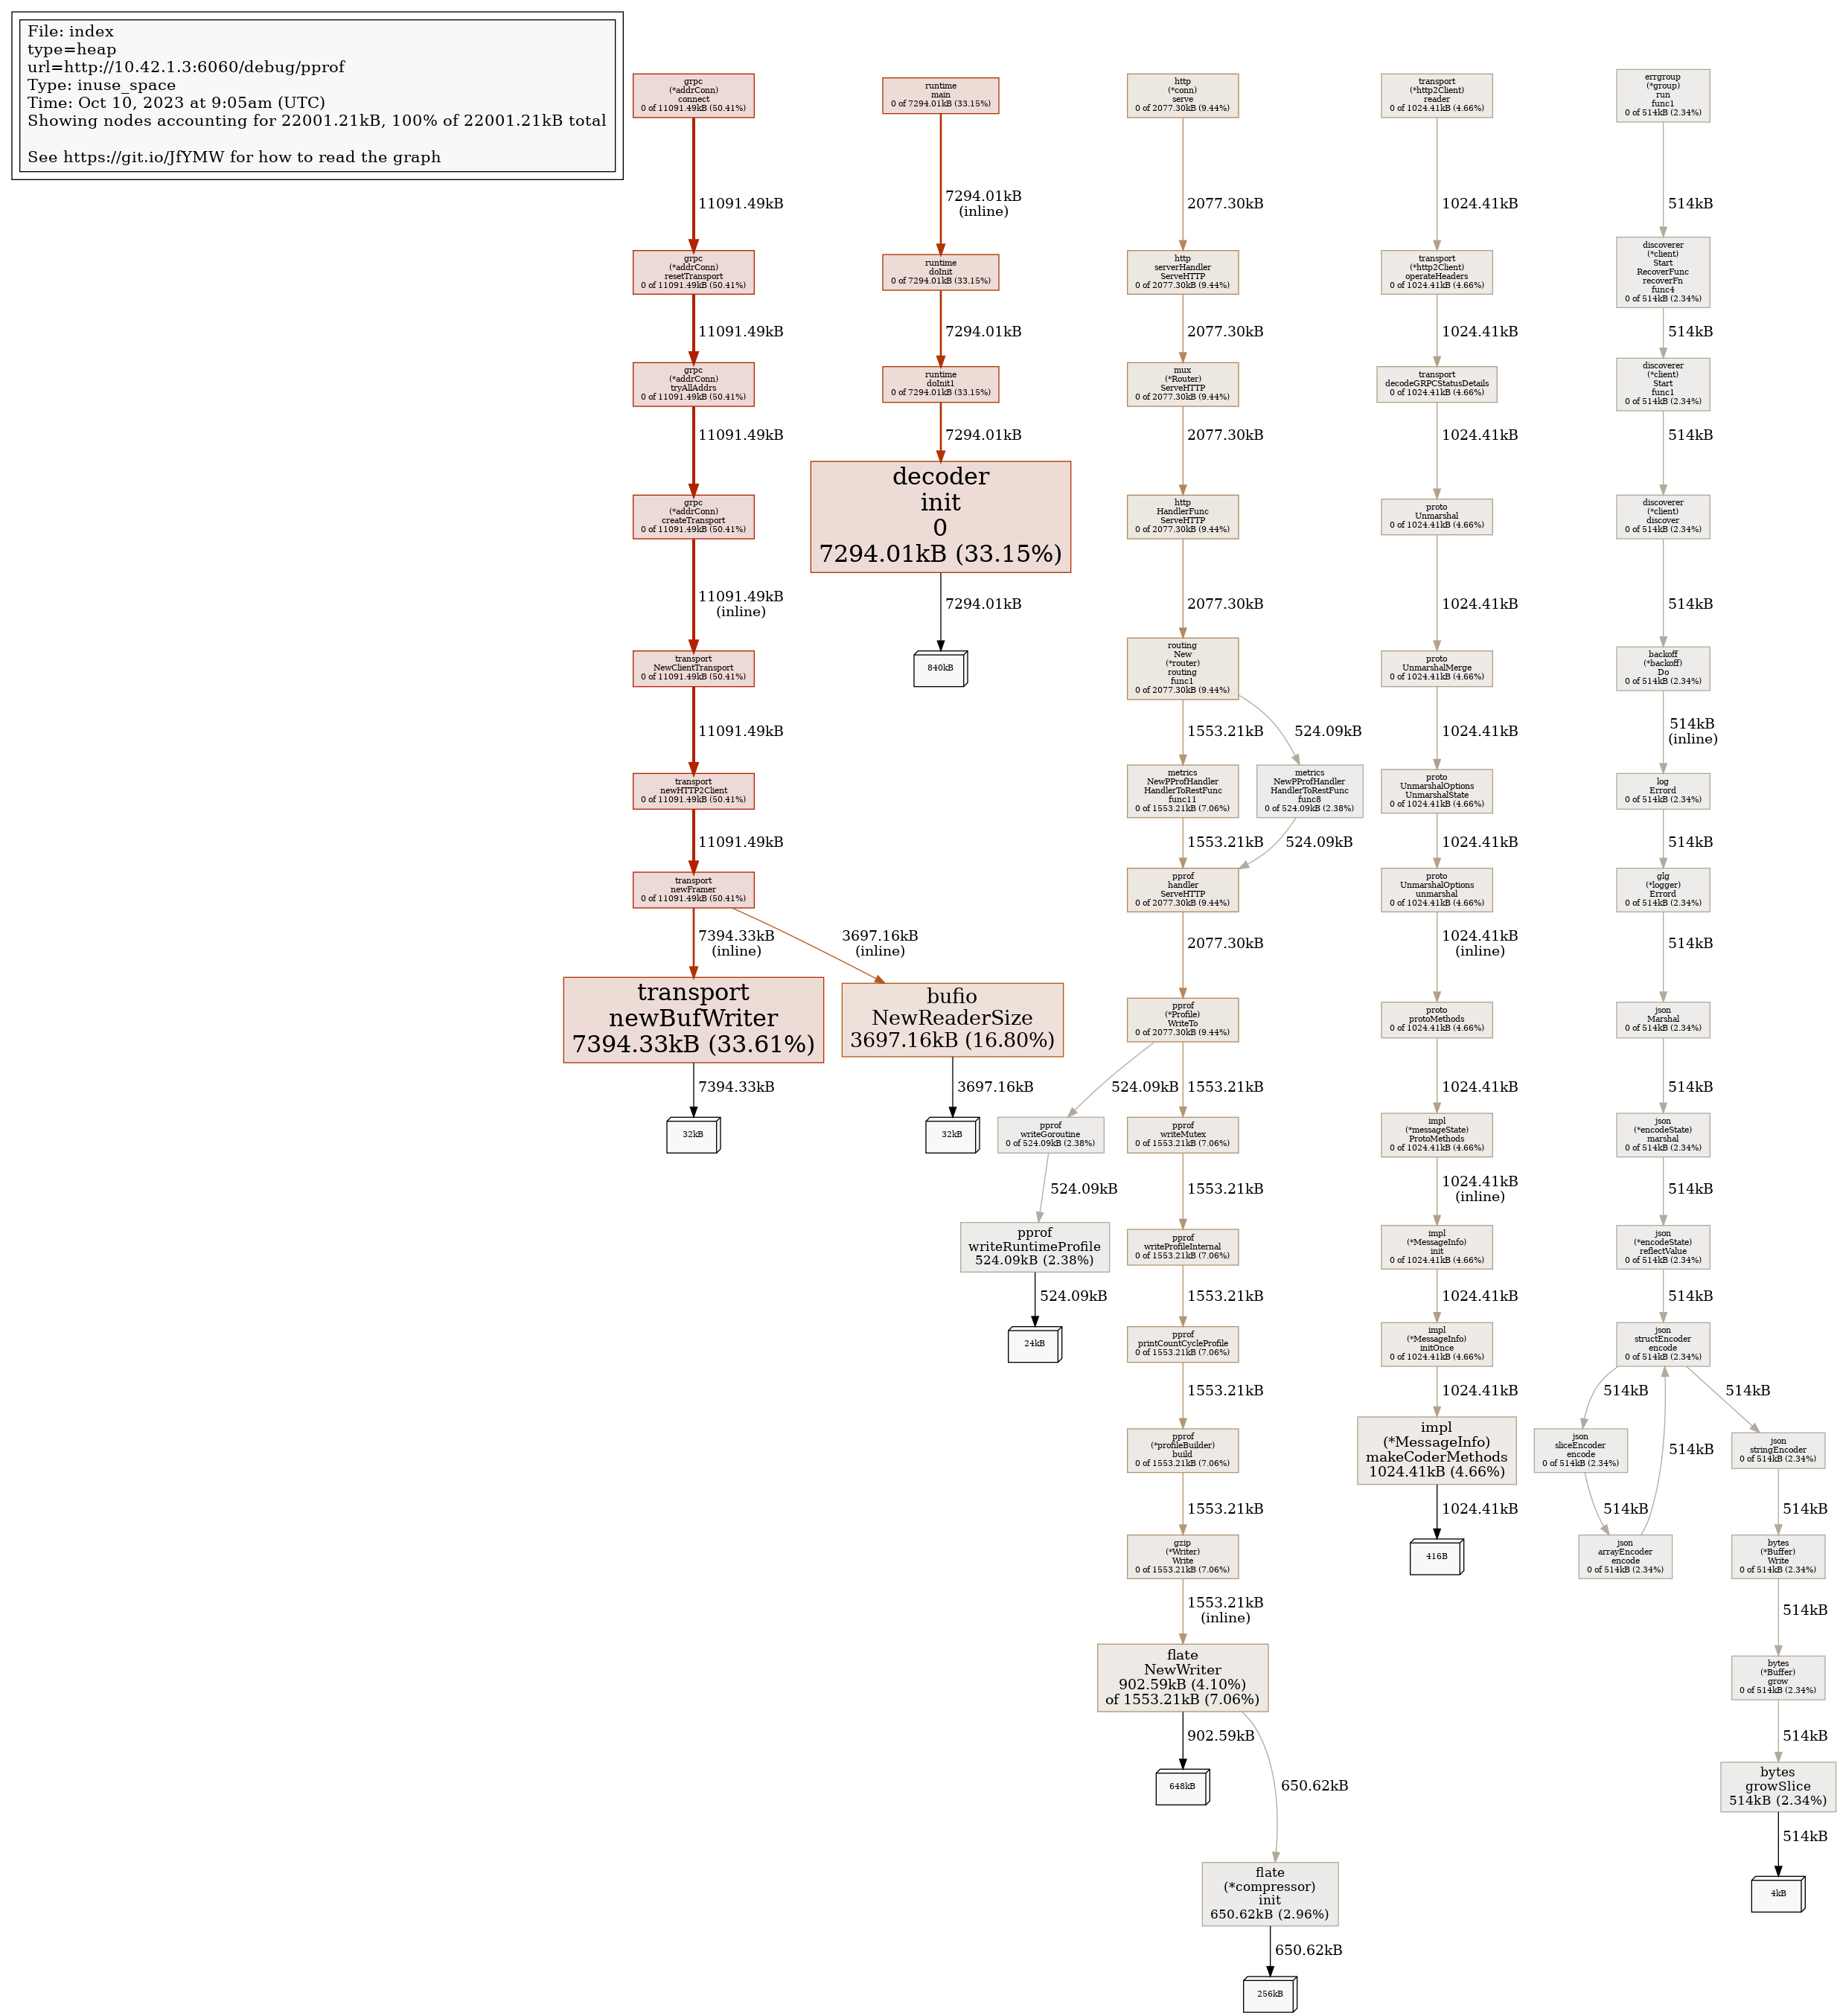 File: index
type=heap
url=http://10.42.1.3:6060/debug/pprof
Type: inuse_space
Time: Oct 10, 2023 at 9:05am (UTC)
Showing nodes accounting for 22001.21kB, 100% of 22001.21kB total
See https://git.io/JfYMW for how to read the graph
grpc
(*addrConn)
connect
0 of 11091.49kB (50.41%)
11091.49kB
grpc
(*addrConn)
resetTransport
0 of 11091.49kB (50.41%)
11091.49kB
grpc
(*addrConn)
tryAllAddrs
0 of 11091.49kB (50.41%)
11091.49kB
grpc
(*addrConn)
createTransport
0 of 11091.49kB (50.41%)
11091.49kB
(inline)
transport
NewClientTransport
0 of 11091.49kB (50.41%)
11091.49kB
transport
newHTTP2Client
0 of 11091.49kB (50.41%)
11091.49kB
transport
newFramer
0 of 11091.49kB (50.41%)
7394.33kB
(inline)
3697.16kB
(inline)
transport
newBufWriter
7394.33kB (33.61%)
7394.33kB
32kB
bufio
NewReaderSize
3697.16kB (16.80%)
3697.16kB
32kB
runtime
main
0 of 7294.01kB (33.15%)
7294.01kB
(inline)
runtime
doInit
0 of 7294.01kB (33.15%)
7294.01kB
runtime
doInit1
0 of 7294.01kB (33.15%)
7294.01kB
decoder
init
0
7294.01kB (33.15%)
7294.01kB
840kB
http
(*conn)
serve
0 of 2077.30kB (9.44%)
2077.30kB
http
serverHandler
ServeHTTP
0 of 2077.30kB (9.44%)
2077.30kB
mux
(*Router)
ServeHTTP
0 of 2077.30kB (9.44%)
2077.30kB
http
HandlerFunc
ServeHTTP
0 of 2077.30kB (9.44%)
2077.30kB
routing
New
(*router)
routing
func1
0 of 2077.30kB (9.44%)
1553.21kB
524.09kB
metrics
NewPProfHandler
HandlerToRestFunc
func11
0 of 1553.21kB (7.06%)
1553.21kB
metrics
NewPProfHandler
HandlerToRestFunc
func8
0 of 524.09kB (2.38%)
524.09kB
pprof
handler
ServeHTTP
0 of 2077.30kB (9.44%)
2077.30kB
pprof
(*Profile)
WriteTo
0 of 2077.30kB (9.44%)
524.09kB
1553.21kB
pprof
writeGoroutine
0 of 524.09kB (2.38%)
524.09kB
pprof
writeRuntimeProfile
524.09kB (2.38%)
524.09kB
24kB
pprof
writeMutex
0 of 1553.21kB (7.06%)
1553.21kB
pprof
writeProfileInternal
0 of 1553.21kB (7.06%)
1553.21kB
pprof
printCountCycleProfile
0 of 1553.21kB (7.06%)
1553.21kB
pprof
(*profileBuilder)
build
0 of 1553.21kB (7.06%)
1553.21kB
gzip
(*Writer)
Write
0 of 1553.21kB (7.06%)
1553.21kB
(inline)
flate
NewWriter
902.59kB (4.10%)
of 1553.21kB (7.06%)
902.59kB
648kB
650.62kB
flate
(*compressor)
init
650.62kB (2.96%)
650.62kB
256kB
transport
(*http2Client)
reader
0 of 1024.41kB (4.66%)
1024.41kB
transport
(*http2Client)
operateHeaders
0 of 1024.41kB (4.66%)
1024.41kB
transport
decodeGRPCStatusDetails
0 of 1024.41kB (4.66%)
1024.41kB
proto
Unmarshal
0 of 1024.41kB (4.66%)
1024.41kB
proto
UnmarshalMerge
0 of 1024.41kB (4.66%)
1024.41kB
proto
UnmarshalOptions
UnmarshalState
0 of 1024.41kB (4.66%)
1024.41kB
proto
UnmarshalOptions
unmarshal
0 of 1024.41kB (4.66%)
1024.41kB
(inline)
proto
protoMethods
0 of 1024.41kB (4.66%)
1024.41kB
impl
(*messageState)
ProtoMethods
0 of 1024.41kB (4.66%)
1024.41kB
(inline)
impl
(*MessageInfo)
init
0 of 1024.41kB (4.66%)
1024.41kB
impl
(*MessageInfo)
initOnce
0 of 1024.41kB (4.66%)
1024.41kB
impl
(*MessageInfo)
makeCoderMethods
1024.41kB (4.66%)
1024.41kB
416B
errgroup
(*group)
run
func1
0 of 514kB (2.34%)
514kB
discoverer
(*client)
Start
RecoverFunc
recoverFn
func4
0 of 514kB (2.34%)
514kB
discoverer
(*client)
Start
func1
0 of 514kB (2.34%)
514kB
discoverer
(*client)
discover
0 of 514kB (2.34%)
514kB
backoff
(*backoff)
Do
0 of 514kB (2.34%)
514kB
(inline)
log
Errord
0 of 514kB (2.34%)
514kB
glg
(*logger)
Errord
0 of 514kB (2.34%)
514kB
json
Marshal
0 of 514kB (2.34%)
514kB
json
(*encodeState)
marshal
0 of 514kB (2.34%)
514kB
json
(*encodeState)
reflectValue
0 of 514kB (2.34%)
514kB
json
structEncoder
encode
0 of 514kB (2.34%)
514kB
514kB
json
sliceEncoder
encode
0 of 514kB (2.34%)
514kB
json
arrayEncoder
encode
0 of 514kB (2.34%)
514kB
json
stringEncoder
0 of 514kB (2.34%)
514kB
bytes
(*Buffer)
Write
0 of 514kB (2.34%)
514kB
bytes
(*Buffer)
grow
0 of 514kB (2.34%)
514kB
bytes
growSlice
514kB (2.34%)
514kB
4kB